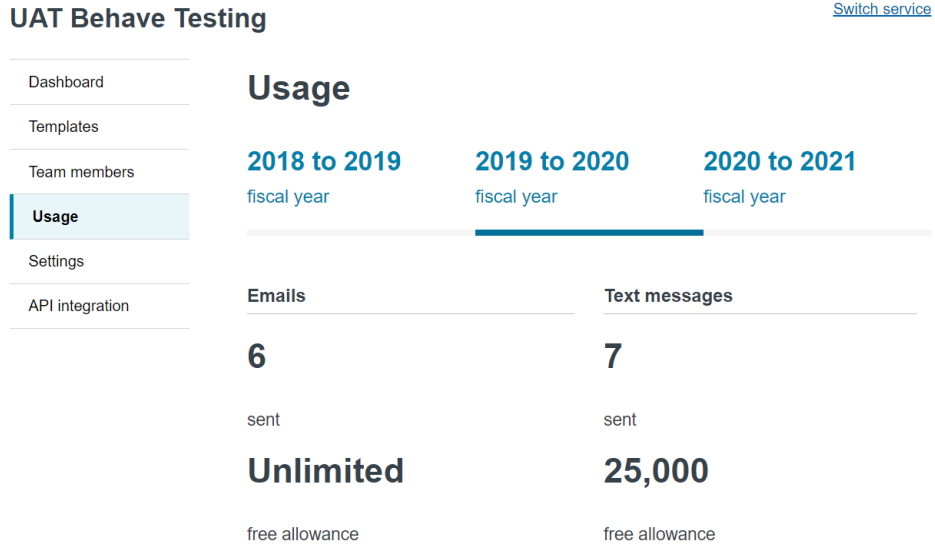 UAT Behave Testing
Switch service
Dashboard
Templates
Team members
Usage
Settings
API integration
Usage
2018 to 2019
fiscal year
2019 to 2020
fiscal year
2020 to 2021
fiscal year
Emails
6
sent
Unlimited
free allowance
Text messages
7
sent
25,000
free allowance